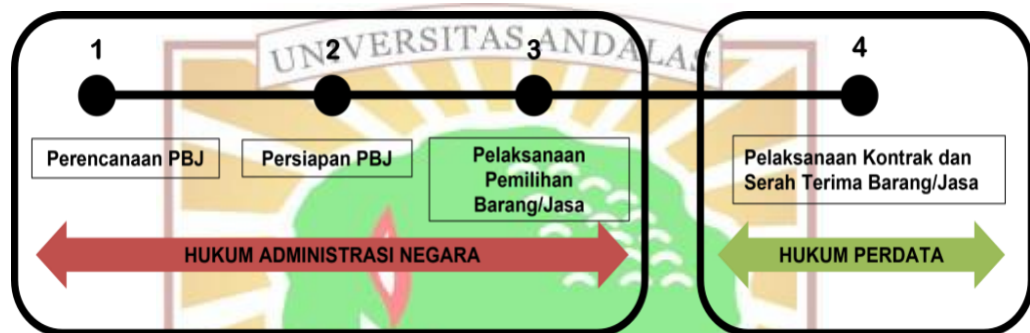 UNIVERSITAS ANDALAS
1
2
3
4
Perencanaan PBJ
Persiapan PBJ
Pelaksanaan
Pemilihan
Barang/Jasa
Pelaksanaan Kontrak dan
Serah Terima Barang/Jasa
HUKUM ADMINISTRASI NEGARA
HUKUM PERDATA